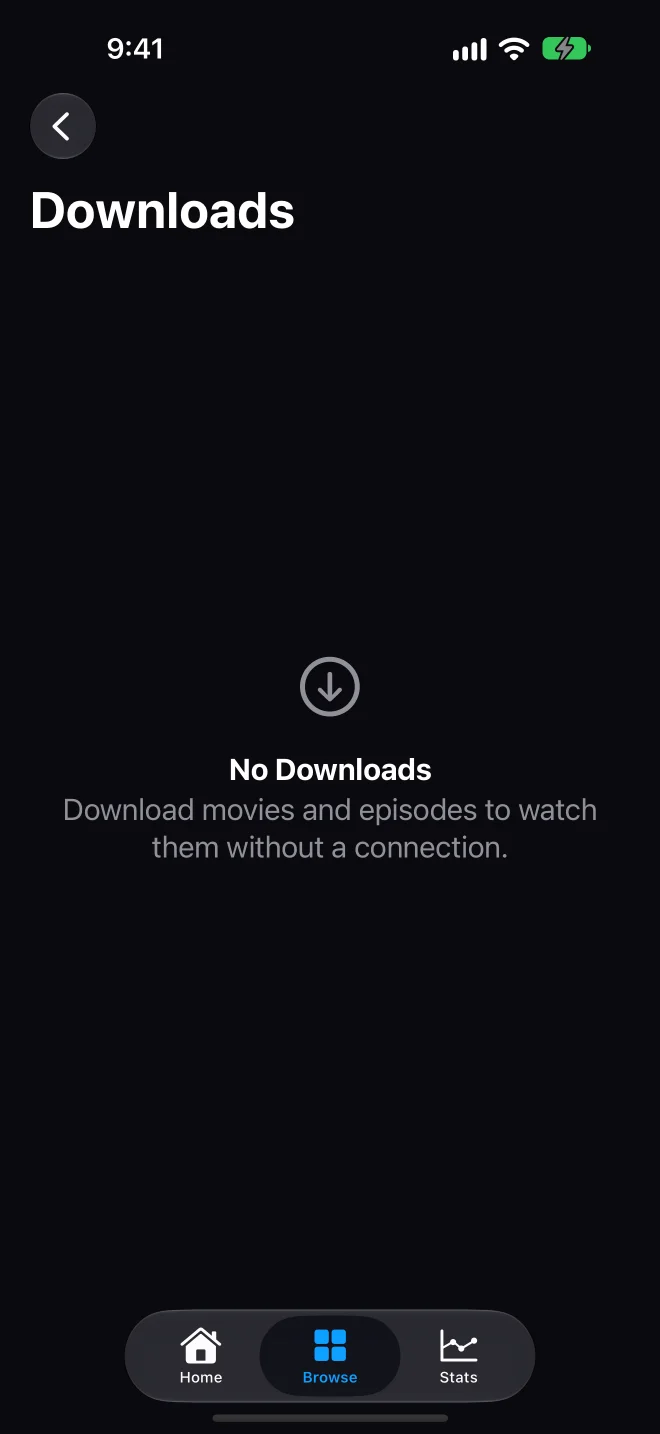 9:41
Downloads
No Downloads
Download movies and episodes to watch
them without a connection.
Home
Browse
Stats